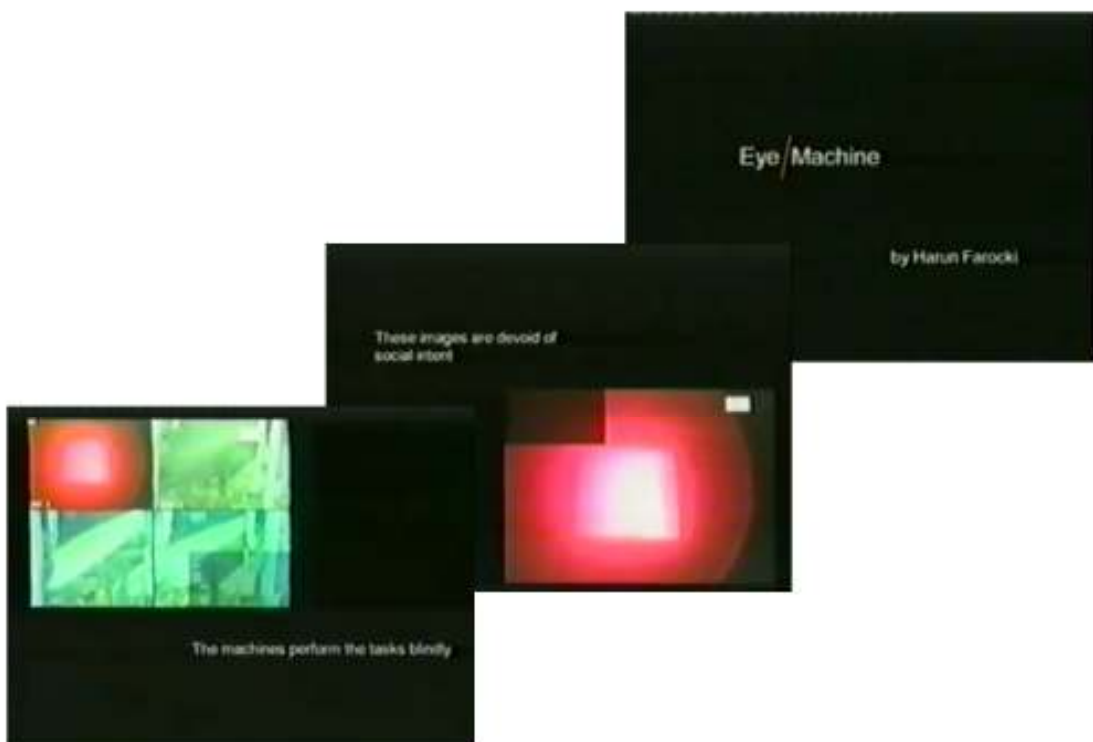 Eye/Machine
by Harun Farocki
These images are devoid of
social intent
The machines perform the tasks blindly